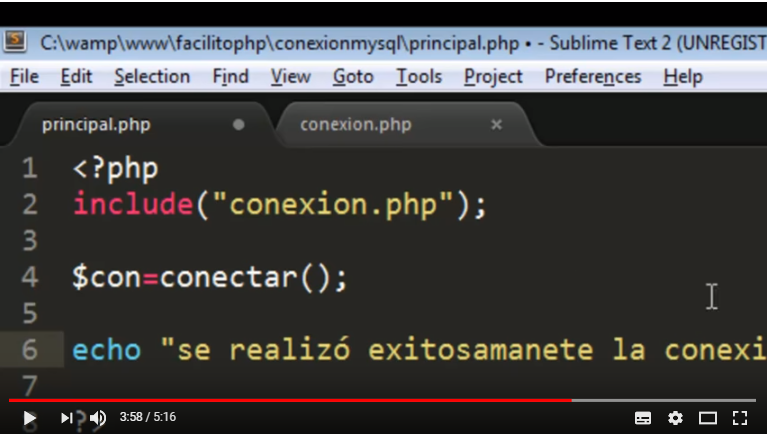 C:\wamp\www\facilitophp\conexionmysql\principal.php • - Sublime Text 2 (UNREGIST
File Edit Selection Find View Goto Tools Project Preferences Help
principal.php conexion.php
1 <?php
2 include("conexion.php");
3
4 $con=conectar();
5
6 echo "se realizó exitosamanete la conexi
7
8 ?>
3:58 / 5:16